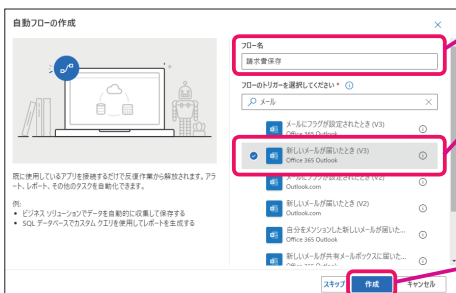 自動フローの作成
フロー名
請求書保存
フローのトリガーを選択してください *
メール
メールにフラグが設定されたとき (V3)
Office 365 Outlook
新しいメールが届いたとき (V3)
Office 365 Outlook
メールにフラグが設定されたとき (V2)
Outlook.com
新しいメールが届いたとき (V2)
Outlook.com
自分をメンションした新しいメールが届いた...
Office 365 Outlook
新しいメールが共有メールボックスに届いた...
Office 365 Outlook
既に使用しているアプリを接続するだけで反復作業から解放されます。アラ
ート、レポート、その他のタスクを自動化できます。
例:
• ビジネス ソリューションでデータを自動的に収集して保存する
• SQL データベースでカスタム クエリを使用してレポートを生成する
スキップ
作成
キャンセル